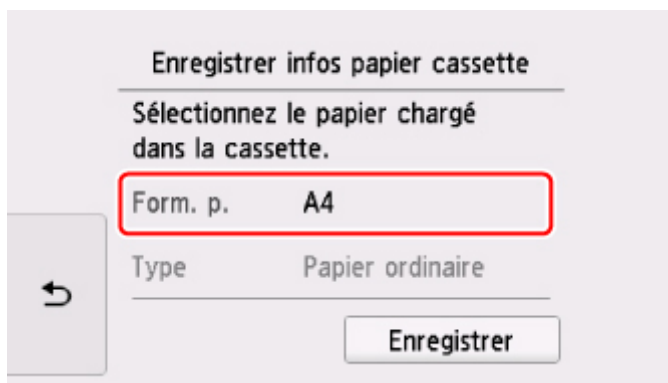 Enregistrer infos papier cassette
Sélectionnez le papier chargé
dans la cassette.
Form. p. A4
Type Papier ordinaire
Enregistrer